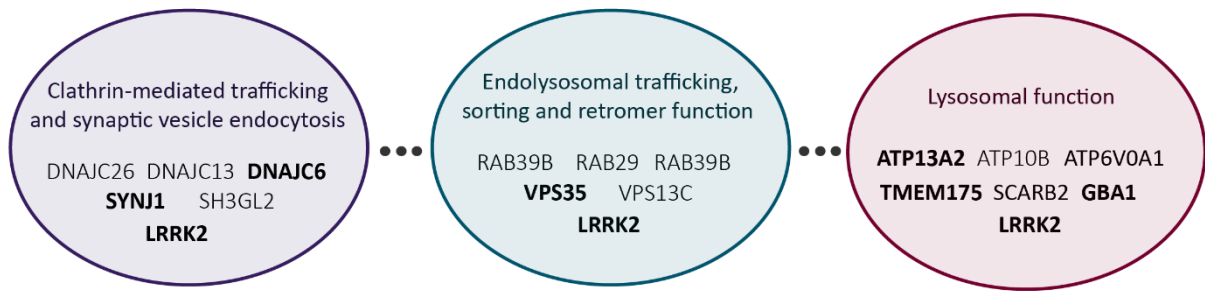 Clathrin-mediated trafficking
and synaptic vesicle endocytosis
DNAJC26 DNAJC13 DNAJC6
SYNJ1 SH3GL2
LRRK2
Endolysosomal trafficking,
sorting and retromer function
RAB39B RAB29 RAB39B
VPS35 VPS13C
LRRK2
Lysosomal function
ATP13A2 ATP10B ATP6V0A1
TMEM175 SCARB2 GBA1
LRRK2